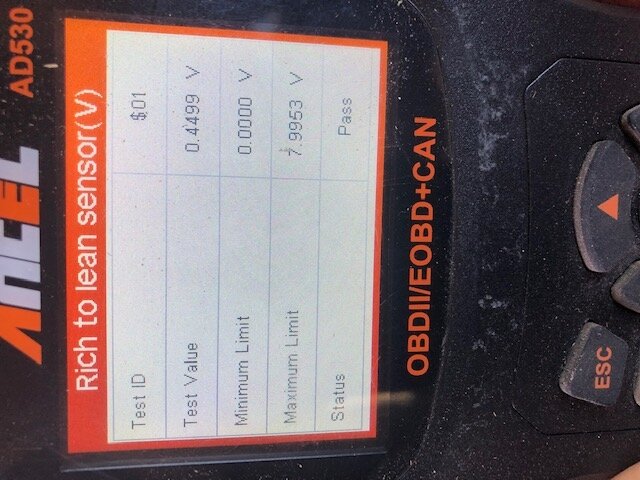 ANCEL AD530
Rich to lean sensor(V)
Test ID $01
Test Value 0.4499 V
Minimum Limit 0.0000 V
Maximum Limit 7.9953 V
Status Pass
OBDII/EOBD+CAN
ESC